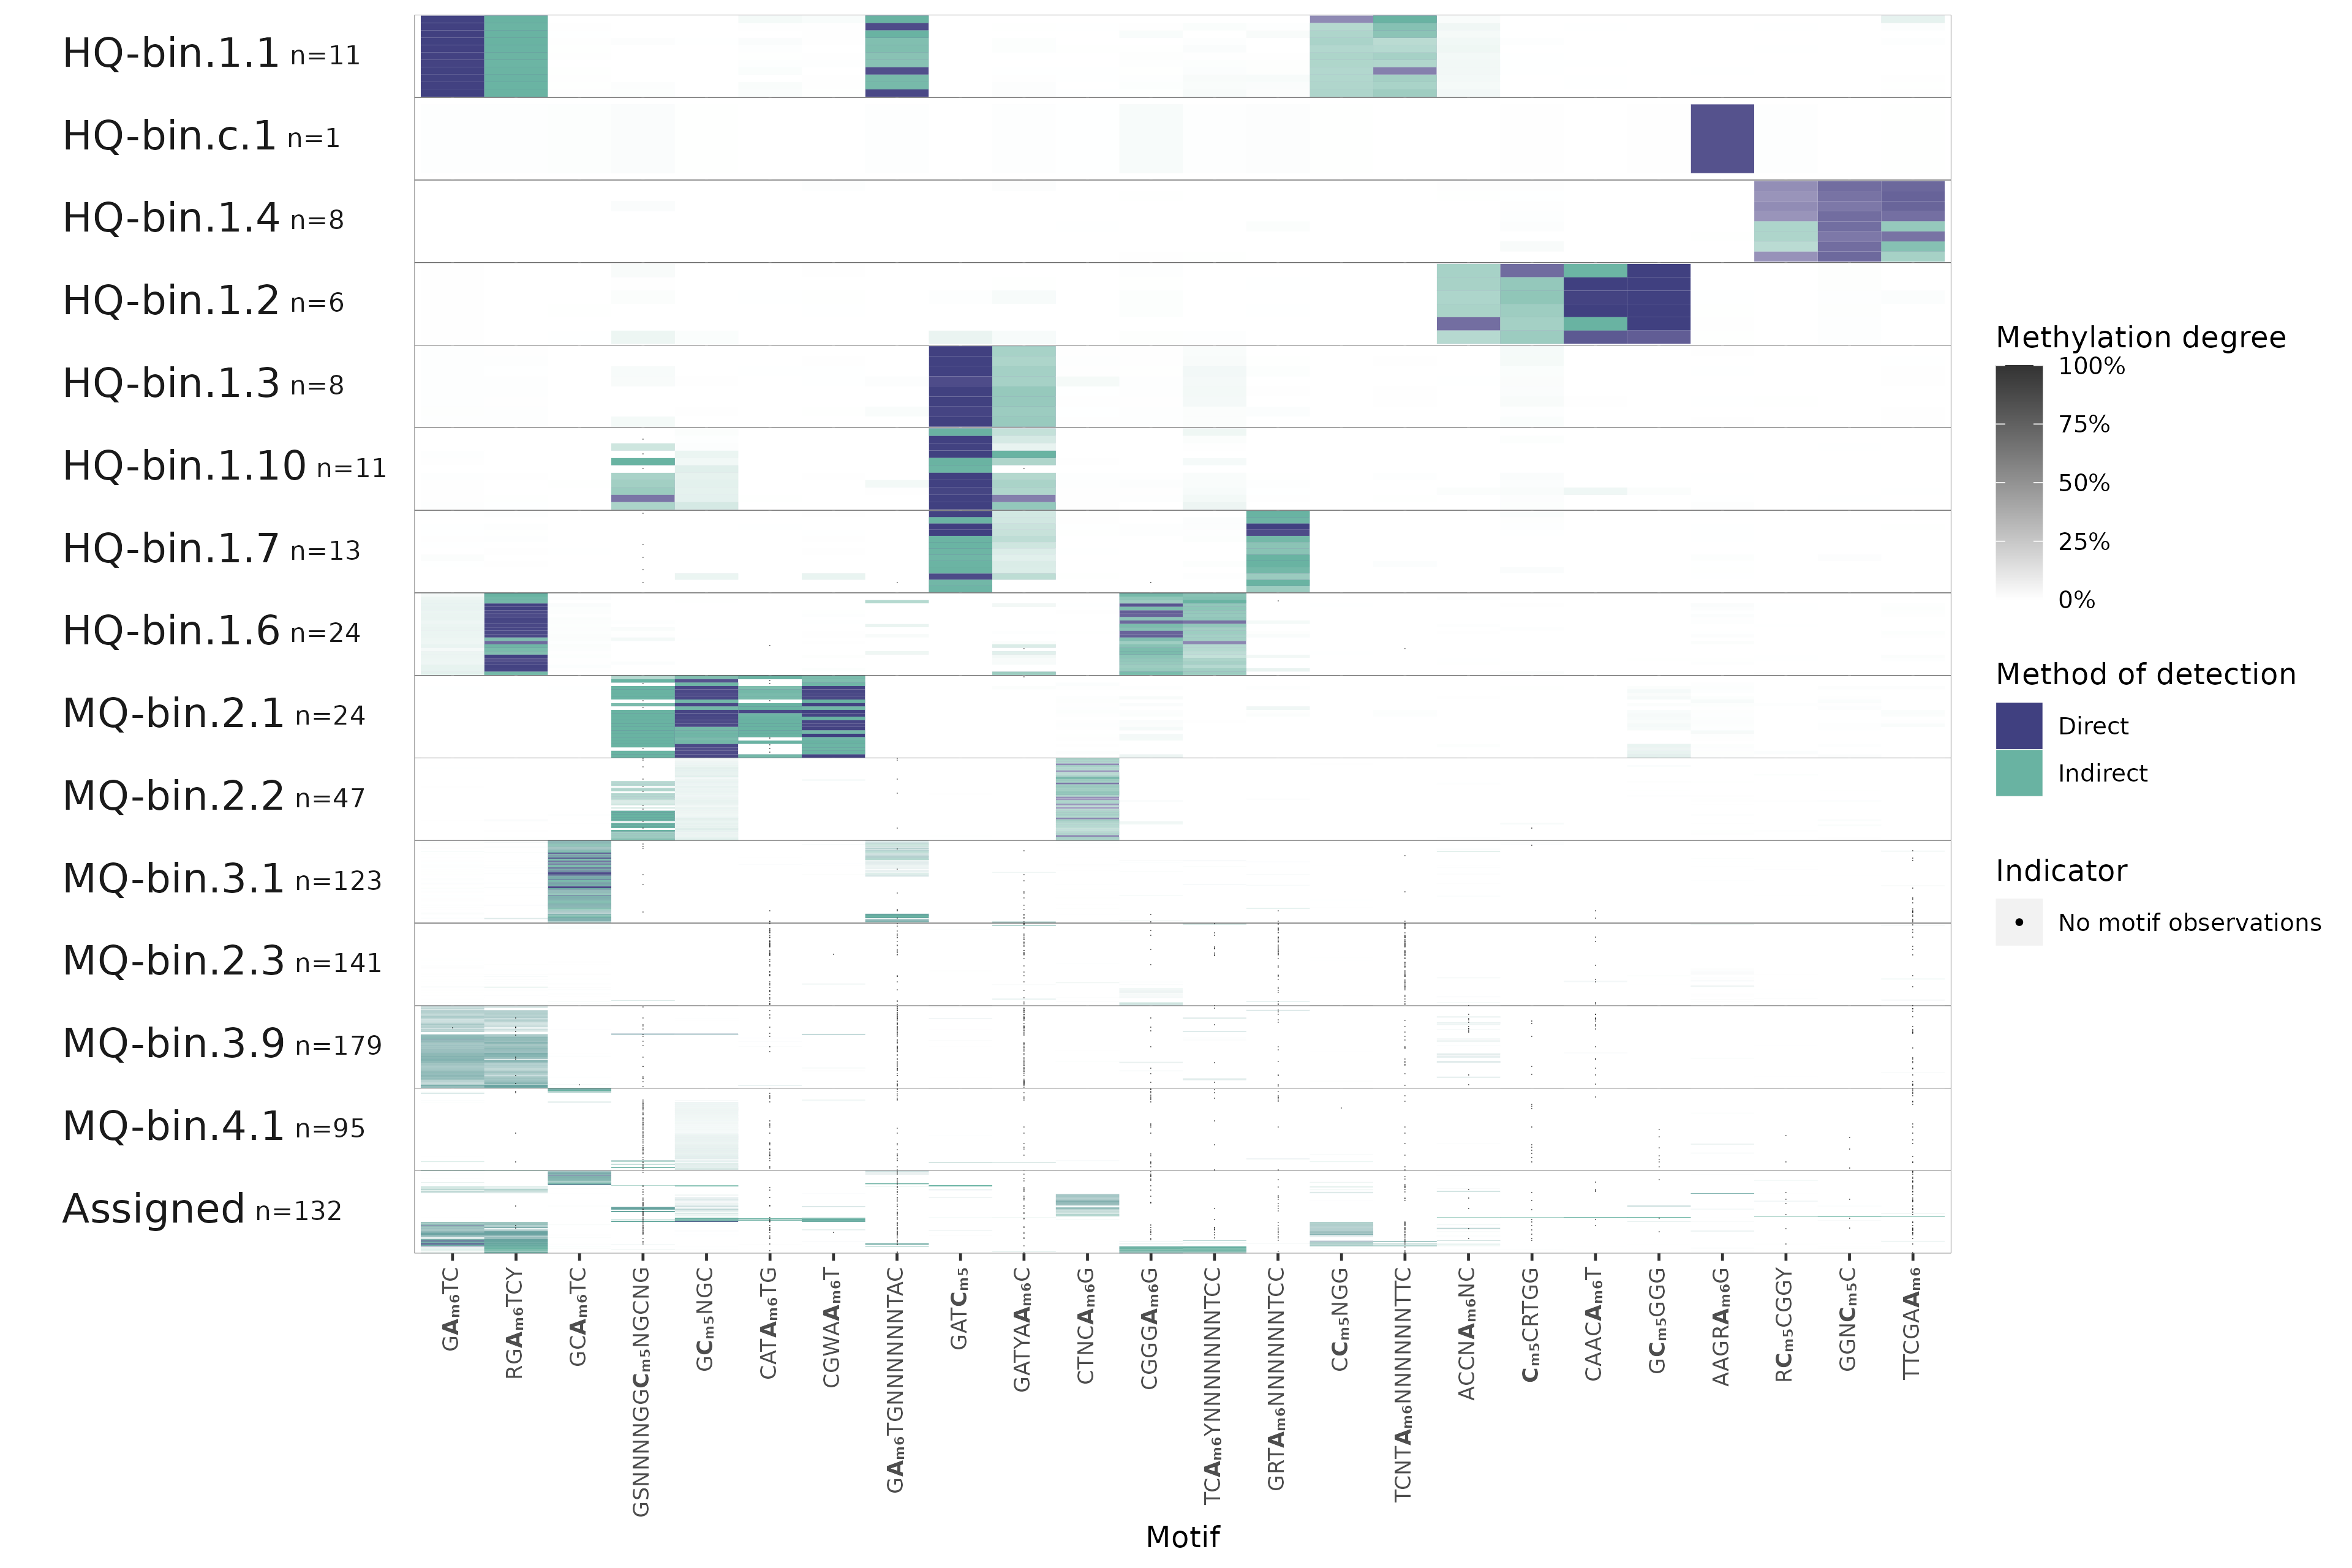 HQ-bin.1.1 n=11
HQ-bin.c.1 n=1
HQ-bin.1.4 n=8
HQ-bin.1.2 n=6
HQ-bin.1.3 n=8
HQ-bin.1.10 n=11
HQ-bin.1.7 n=13
HQ-bin.1.6 n=24
MQ-bin.2.1 n=24
MQ-bin.2.2 n=47
MQ-bin.3.1 n=123
MQ-bin.2.3 n=141
MQ-bin.3.9 n=179
MQ-bin.4.1 n=95
Assigned n=132
GAm6TC
RGAm6TCY
GCAm6TC
GSNNNNGGCm5NGCNG
GCm5NGC
CATAm6TG
CGWAAm6T
GAm6TGNNNNNNTAC
GATCm5
GATYAAm6C
CTNCAm6G
CGGGAm6G
TCAm6YNNNNNNTCC
GRTAm6NNNNNNTCC
CCm5NGG
TCNTAm6NNNNNNTTC
ACCNAm6NC
Cm5CRTGG
CAACAm6T
GCm5GGG
AAGRAm6G
RCm5CGGY
GGNCm5C
TTCGAAm6
Motif
Methylation degree
100%
75%
50%
25%
0%
Method of detection
Direct
Indirect
Indicator
No motif observations